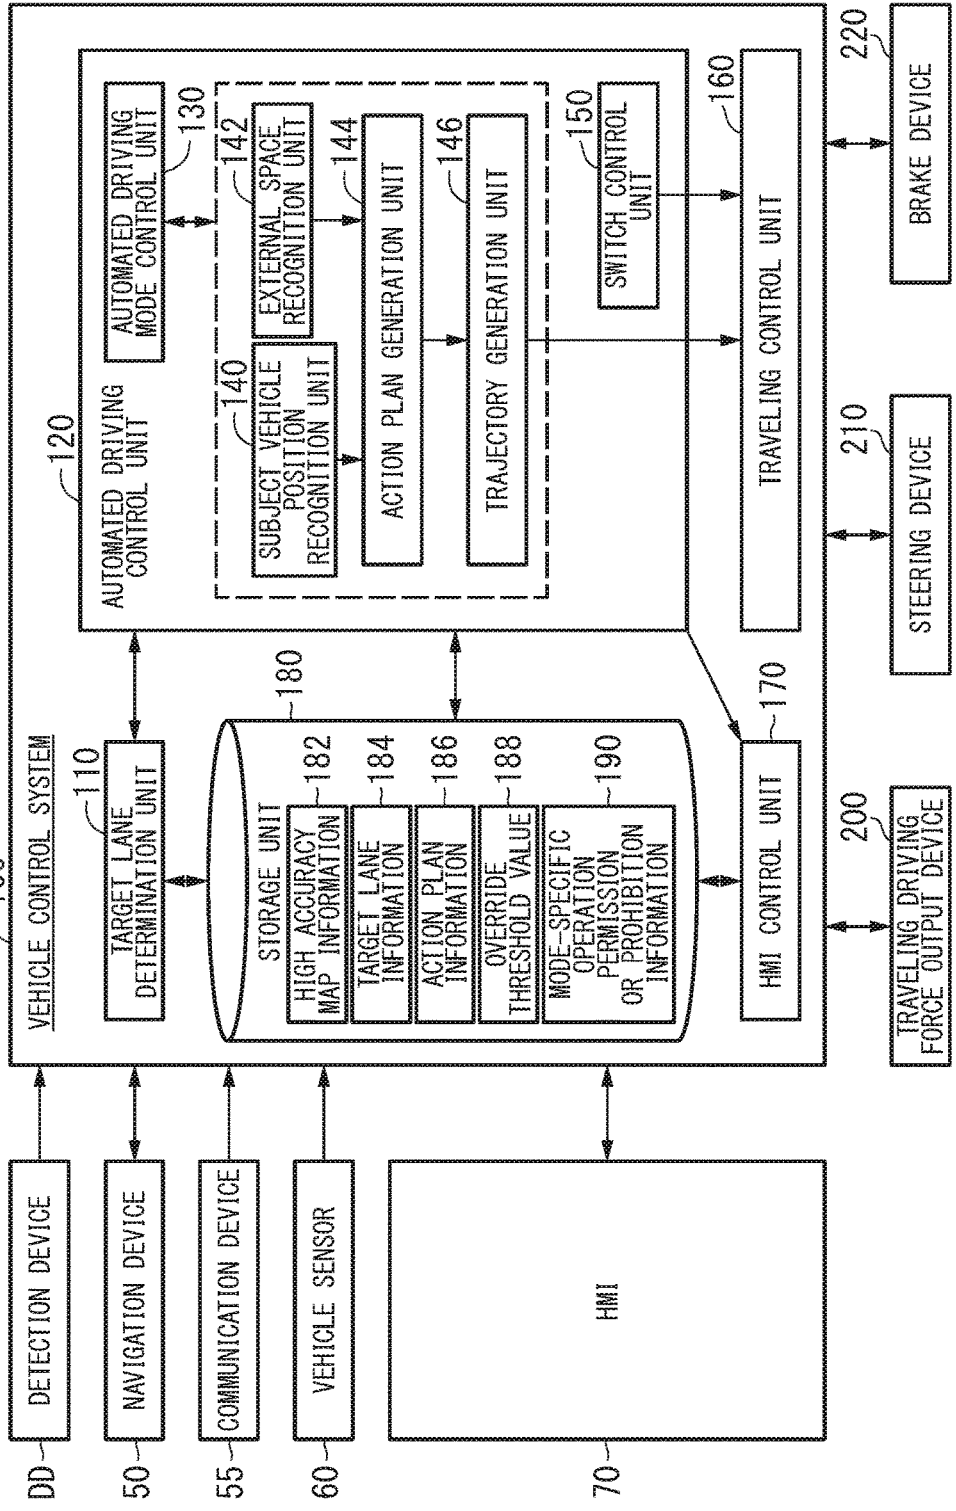 VEHICLE CONTROL SYSTEM
DD
DETECTION DEVICE
50
NAVIGATION DEVICE
55
COMMUNICATION DEVICE
60
VEHICLE SENSOR
70
HMI
110
TARGET LANE
DETERMINATION UNIT
180
STORAGE UNIT
HIGH ACCURACY
MAP INFORMATION
182
TARGET LANE
INFORMATION
184
ACTION PLAN
INFORMATION
186
OVERRIDE
THRESHOLD VALUE
188
MODE-SPECIFIC
OPERATION
PERMISSION
OR PROHIBITION
INFORMATION
190
HMI CONTROL UNIT
170
120
AUTOMATED DRIVING
CONTROL UNIT
AUTOMATED DRIVING
MODE CONTROL UNIT
130
140
SUBJECT VEHICLE
POSITION
RECOGNITION UNIT
142
EXTERNAL SPACE
RECOGNITION UNIT
144
ACTION PLAN GENERATION UNIT
146
TRAJECTORY GENERATION UNIT
150
SWITCH CONTROL
UNIT
160
TRAVELING CONTROL UNIT
200
TRAVELING DRIVING
FORCE OUTPUT DEVICE
210
STEERING DEVICE
220
BRAKE DEVICE